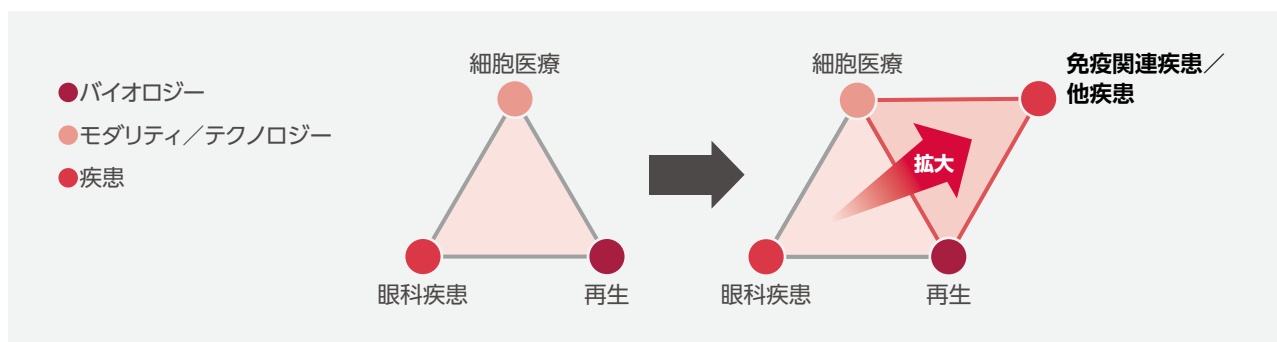 バイオロジー
モダリティ／テクノロジー
疾患
細胞医療
眼科疾患
再生
細胞医療
免疫関連疾患／
他疾患
拡大
眼科疾患
再生